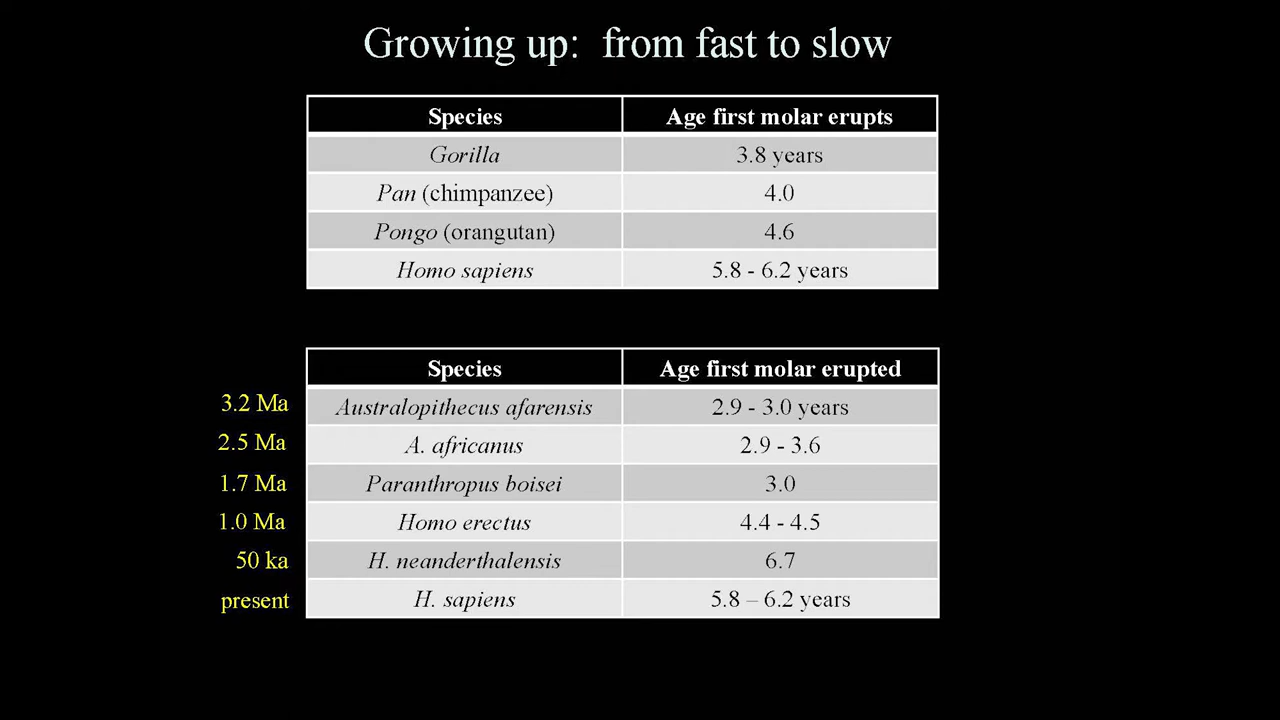 Growing up: from fast to slow
Species Age first molar erupts
Gorilla 3.8 years
Pan (chimpanzee) 4.0
Pongo (orangutan) 4.6
Homo sapiens 5.8 - 6.2 years
Species Age first molar erupted
3.2 Ma Australopithecus afarensis 2.9 - 3.0 years
2.5 Ma A. africanus 2.9 - 3.6
1.7 Ma Paranthropus boisei 3.0
1.0 Ma Homo erectus 4.4 - 4.5
50 ka H. neanderthalensis 6.7
present H. sapiens 5.8 – 6.2 years